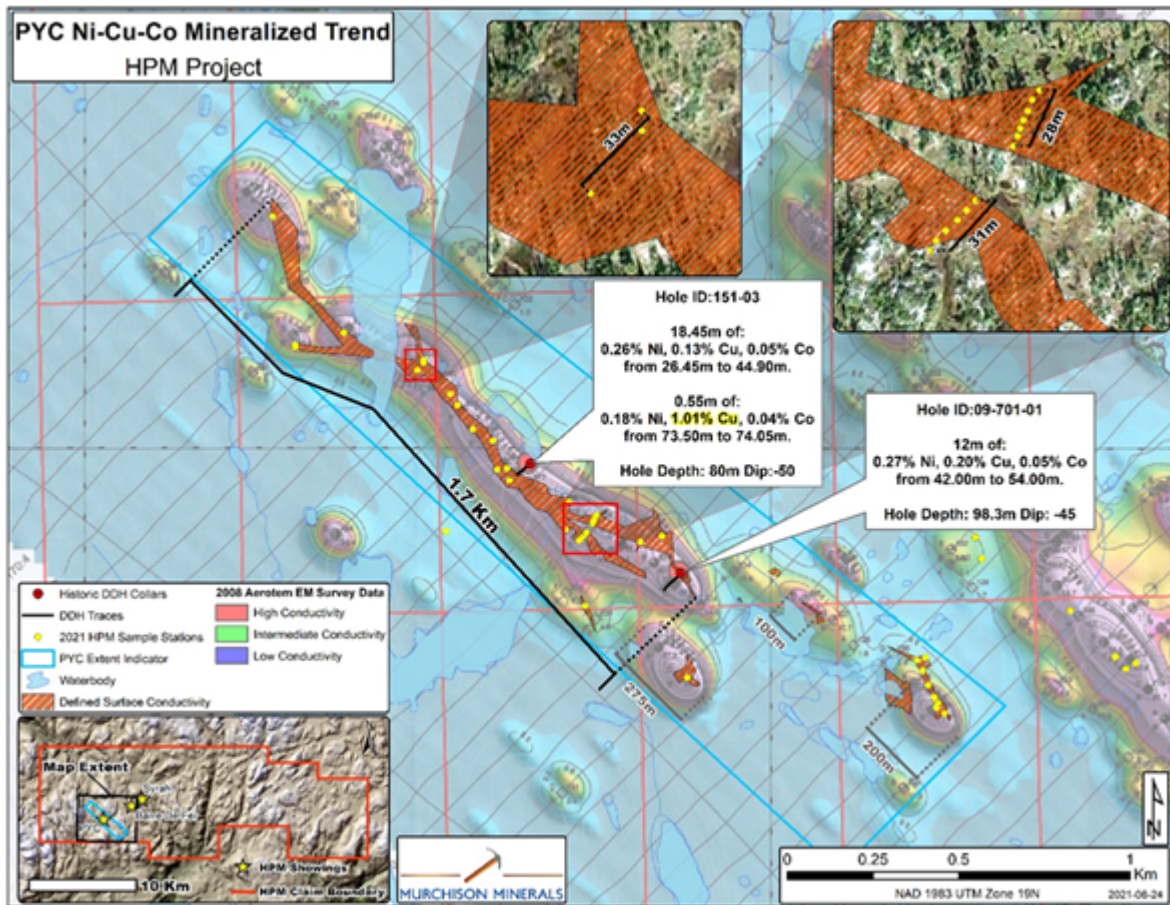 PYC Ni-Cu-Co Mineralized Trend
HPM Project
33m
28m
31m
Hole ID:151-03
18.45m of:
0.26% Ni, 0.13% Cu, 0.05% Co
from 26.45m to 44.90m.
0.55m of:
0.18% Ni, 1.01% Cu, 0.04% Co
from 73.50m to 74.05m.
Hole Depth: 80m Dip:-50
Hole ID:09-701-01
12m of:
0.27% Ni, 0.20% Cu, 0.05% Co
from 42.00m to 54.00m.
Hole Depth: 98.3m Dip: -45
1.7 Km
100m
275m
200m
Historic DDH Collars
DDH Traces
2021 HPM Sample Stations
PYC Extent Indicator
Waterbody
Defined Surface Conductivity
2008 Aerotem EM Survey Data
High Conductivity
Intermediate Conductivity
Low Conductivity
Map Extent
HPM Showings
HPM Claim Boundary
10 Km
MURCHISON MINERALS
N
0 0.25 0.5 1
Km
NAD 1983 UTM Zone 19N
2021-06-24